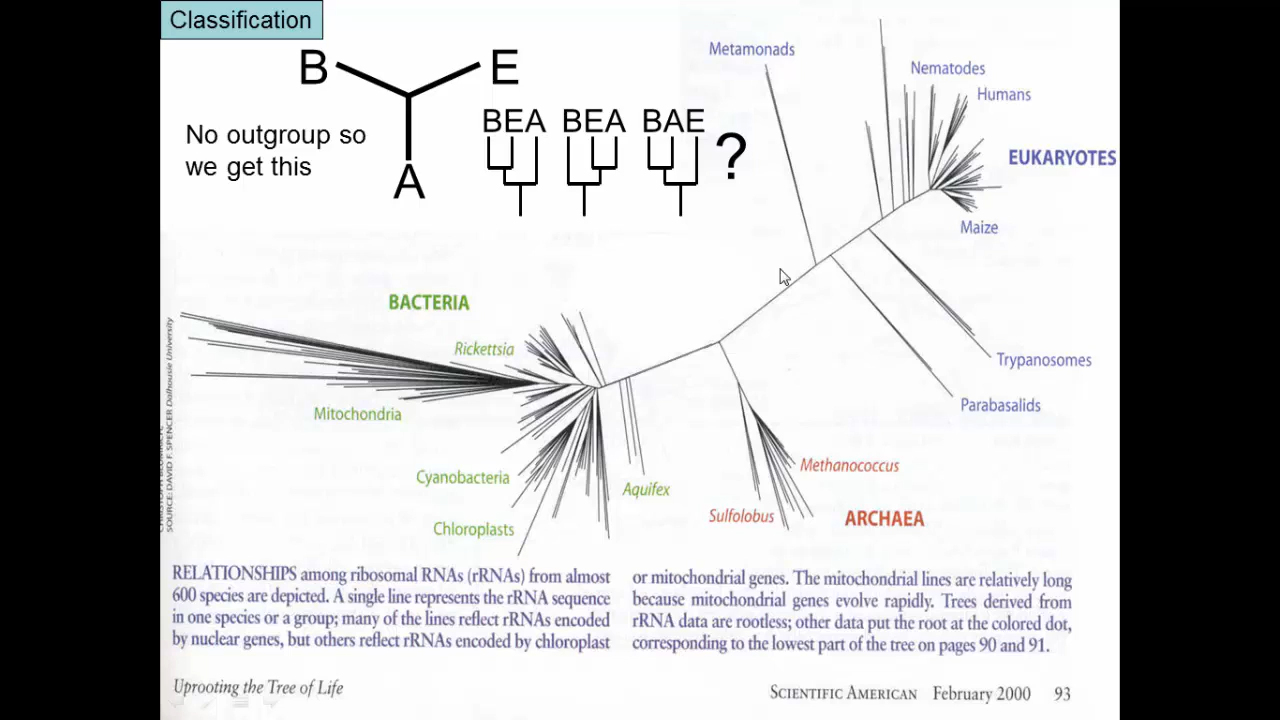 Classification
B
E
A
No outgroup so
we get this
BEA BEA BAE
?
Metamonads
Nematodes
Humans
EUKARYOTES
Maize
BACTERIA
Rickettsia
Mitochondria
Trypanosomes
Parabasalids
Cyanobacteria
Methanococcus
Aquifex
Sulfolobus
ARCHAEA
Chloroplasts
SOURCE: DAVID F. SPENCER Dalhousie University
RELATIONSHIPS among ribosomal RNAs (rRNAs) from almost
600 species are depicted. A single line represents the rRNA sequence
in one species or a group; many of the lines reflect rRNAs encoded
by nuclear genes, but others reflect rRNAs encoded by chloroplast
or mitochondrial genes. The mitochondrial lines are relatively long
because mitochondrial genes evolve rapidly. Trees derived from
rRNA data are rootless; other data put the root at the colored dot,
corresponding to the lowest part of the tree on pages 90 and 91.
Uprooting the Tree of Life
SCIENTIFIC AMERICAN February 2000 93